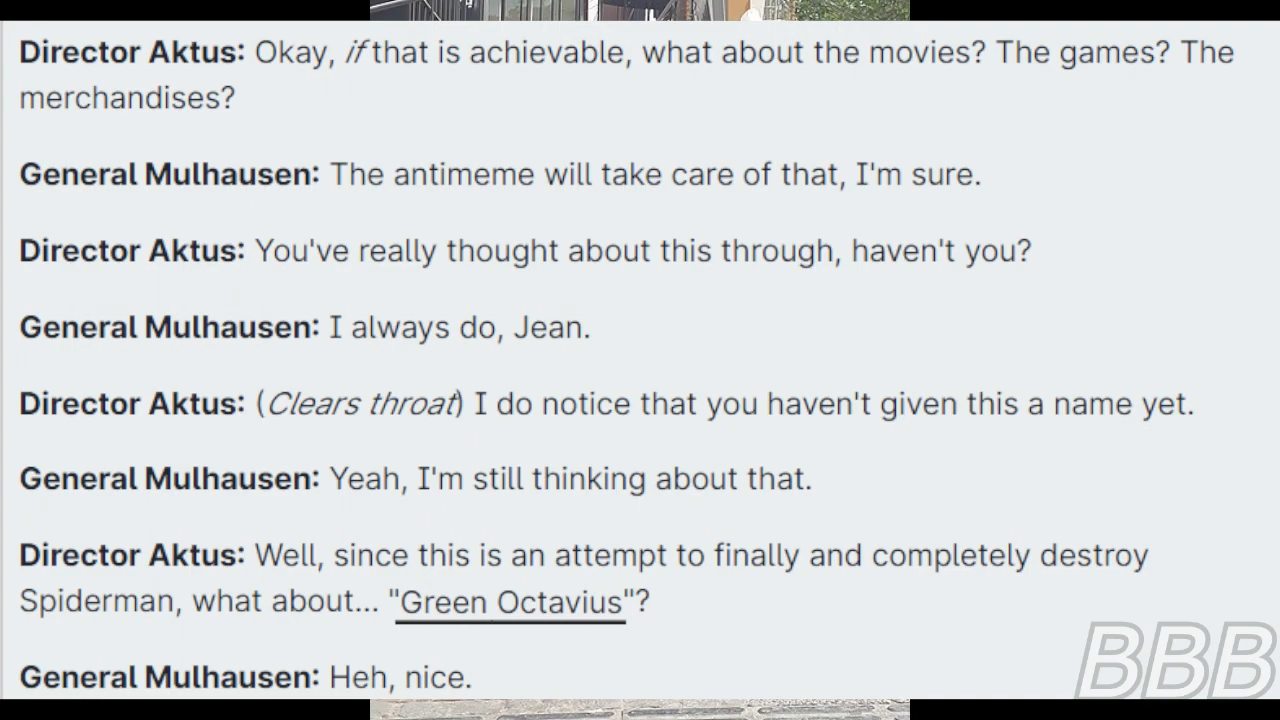 Director Aktus: Okay, if that is achievable, what about the movies? The games? The
merchandises?
General Mulhausen: The antimeme will take care of that, I'm sure.
Director Aktus: You've really thought about this through, haven't you?
General Mulhausen: I always do, Jean.
Director Aktus: (Clears throat) I do notice that you haven't given this a name yet.
General Mulhausen: Yeah, I'm still thinking about that.
Director Aktus: Well, since this is an attempt to finally and completely destroy
Spiderman, what about... "Green Octavius"?
General Mulhausen: Heh, nice.
BBB